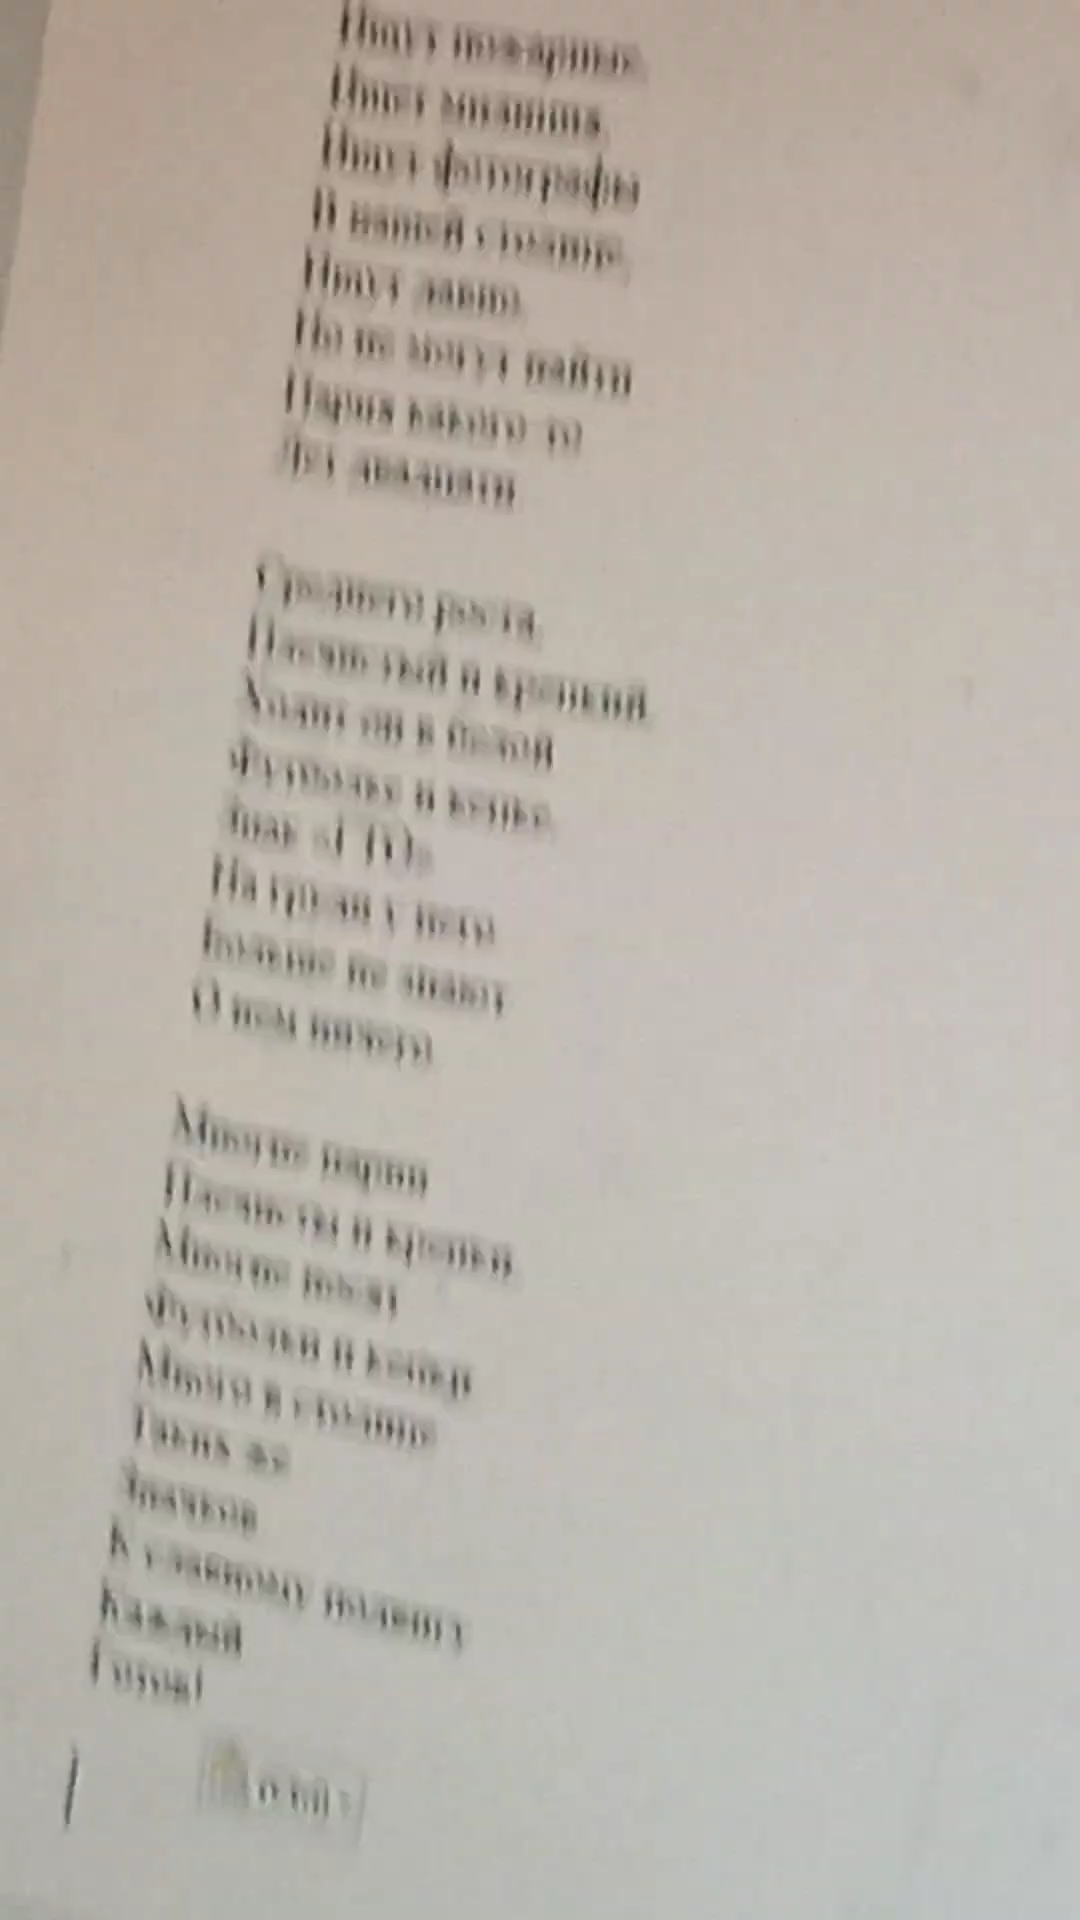 Ищут пожарные,
Ищет милиция,
Ищут фотографы
В нашей столице,
Ищут давно,
Но не могут найти
Парня какого-то
Лет двадцати.
Среднего роста,
Плечистый и крепкий,
Ходит он в белой
Футболке и кепке.
Знак «ГТО»
На груди у него.
Больше не знают
О нем ничего.
Многие парни
Плечисты и крепки.
Многие носят
Футболки и кепки.
Много в столице
Таких же
Значков.
К славному подвигу
Каждый
Готов!